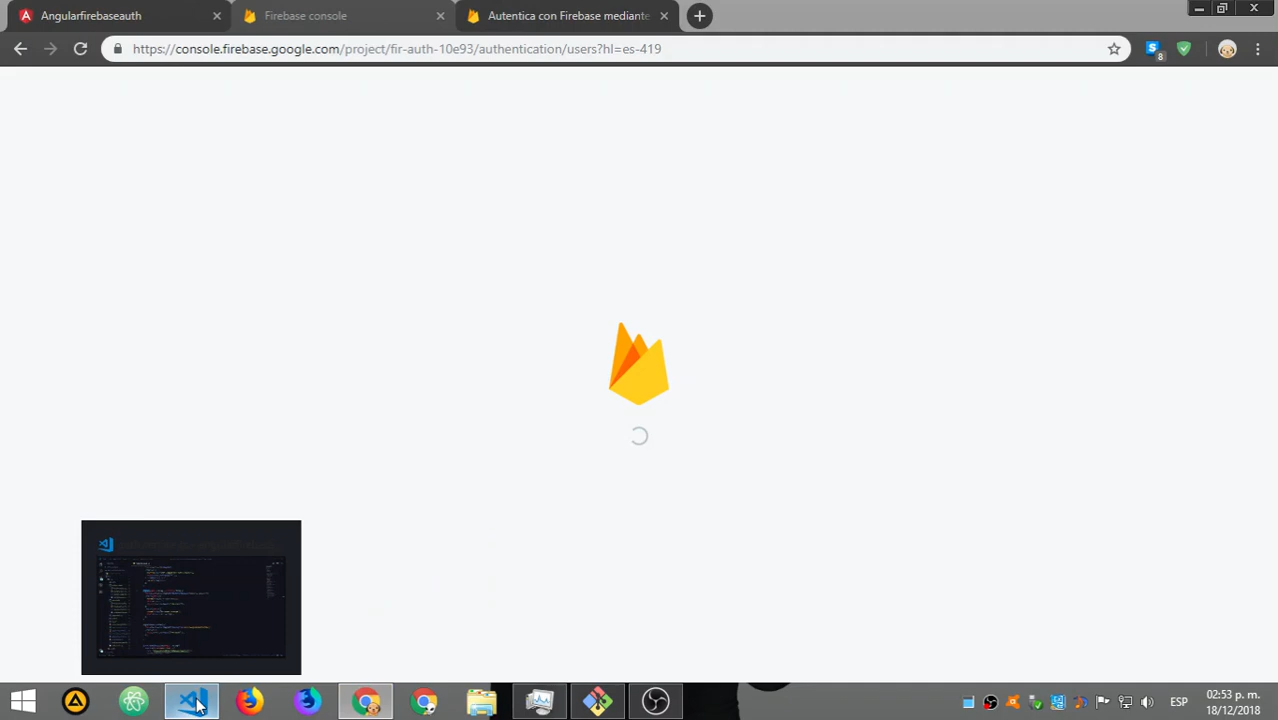 Angularfirebaseauth
Firebase console
Autentica con Firebase mediante
https://console.firebase.google.com/project/fir-auth-10e93/authentication/users?hl=es-419
8
ESP
02:53 p. m.
18/12/2018